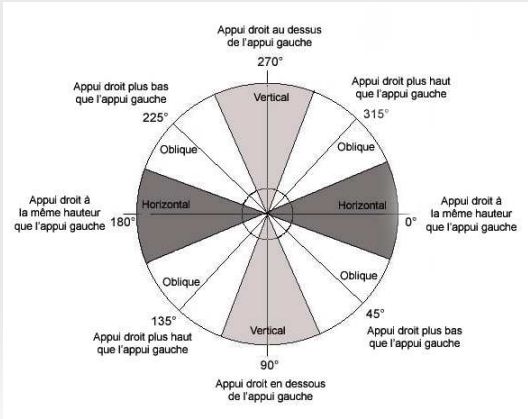 Appui droit au dessus
de l'appui gauche
270°
Appui droit plus bas
que l'appui gauche
225°
Vertical
Appui droit plus haut
que l'appui gauche
315°
Oblique
Oblique
Appui droit à
la même hauteur
que l'appui gauche
180°
Horizontal
Horizontal
0°
Appui droit à
la même hauteur
que l'appui gauche
Oblique
Oblique
135°
Appui droit plus haut
que l'appui gauche
Vertical
45°
Appui droit plus bas
que l'appui gauche
90°
Appui droit en dessous
de l'appui gauche